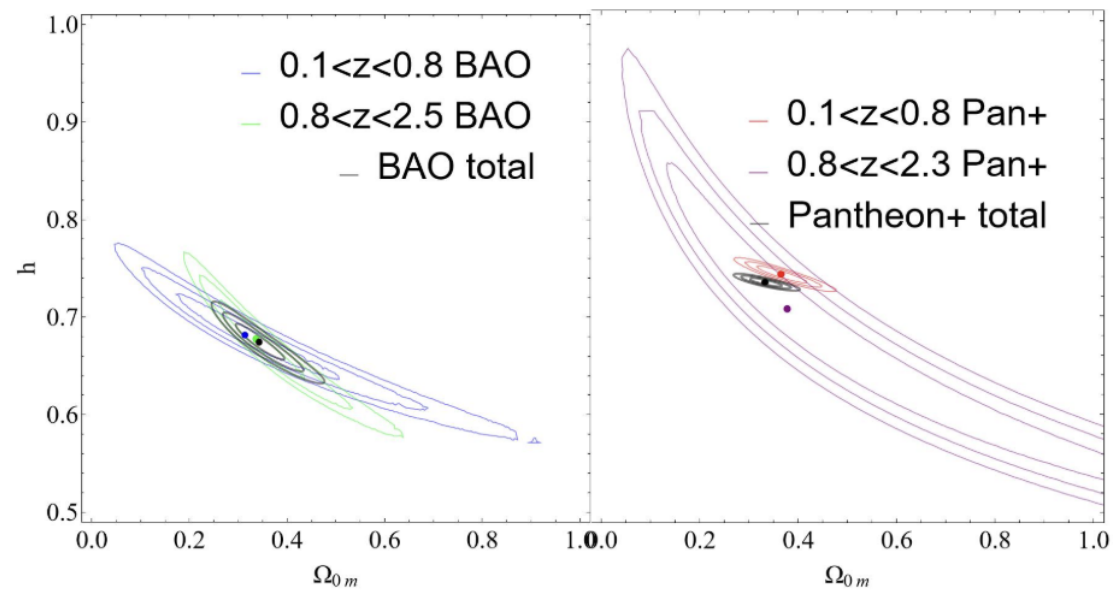 1.0
0.9
0.8
0.7
0.6
0.5
h
0.1<z<0.8 BAO
0.8<z<2.5 BAO
BAO total
0.0 0.2 0.4 0.6 0.8 1.0
Ω0 m
0.1<z<0.8 Pan+
0.8<z<2.3 Pan+
Pantheon+ total
0.0 0.2 0.4 0.6 0.8 1.0
Ω0 m